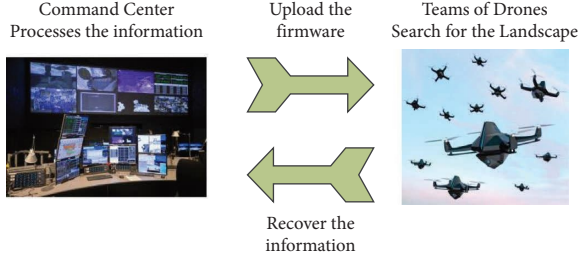 Command Center
Processes the information
Upload the
firmware
Teams of Drones
Search for the Landscape
Recover the
information